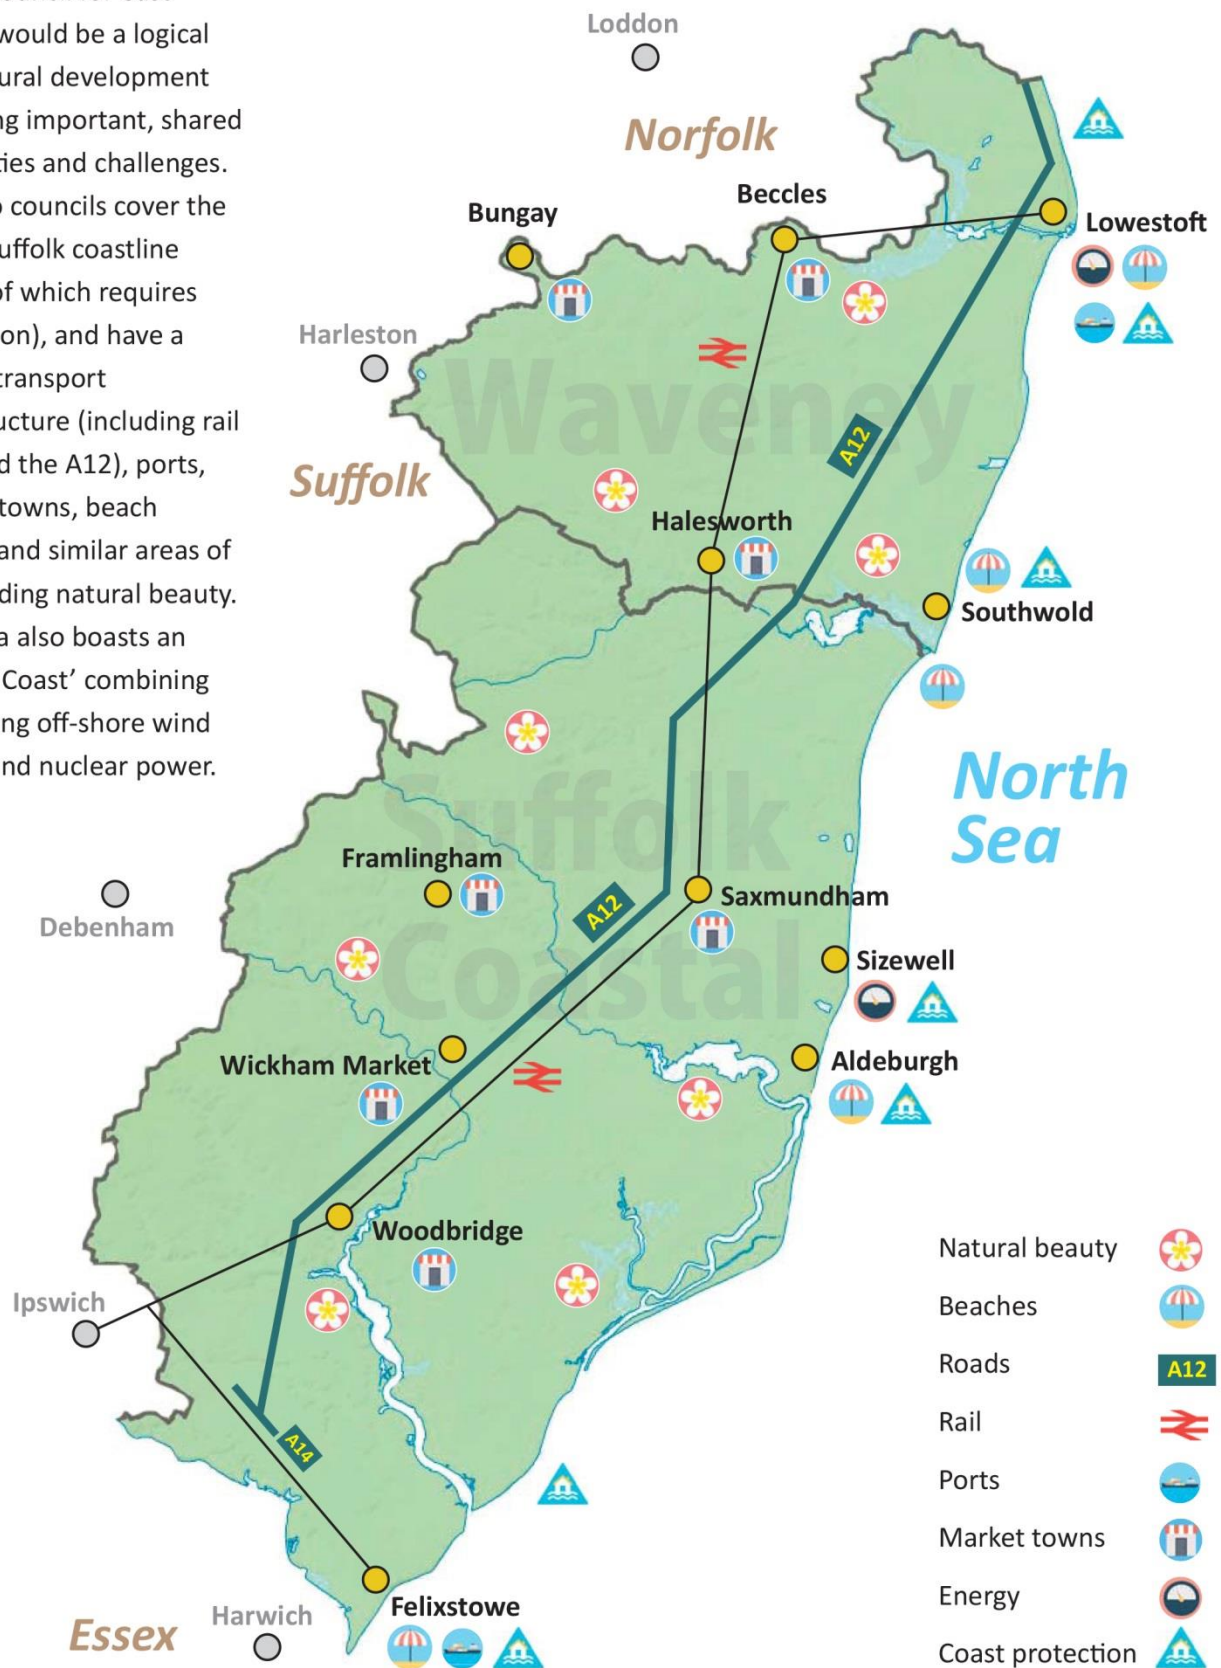 would be a logical
ural development
ng important, shared
ties and challenges.
o councils cover the
uffolk coastline
of which requires
on), and have a
transport
ucture (including rail
d the A12), ports,
towns, beach
and similar areas of
ding natural beauty.
a also boasts an
Coast’ combining
ng off-shore wind
nd nuclear power.
Loddon
Norfolk
Beccles
Bungay
Lowestoft
Harleston
Waveney
A12
Suffolk
Halesworth
Southwold
North
Sea
Suffolk
Coastal
Framlingham
A12
Saxmundham
Debenham
Sizewell
Wickham Market
Aldeburgh
Woodbridge
Ipswich
A14
Felixstowe
Harwich
Essex
Natural beauty
Beaches
Roads A12
Rail
Ports
Market towns
Energy
Coast protection